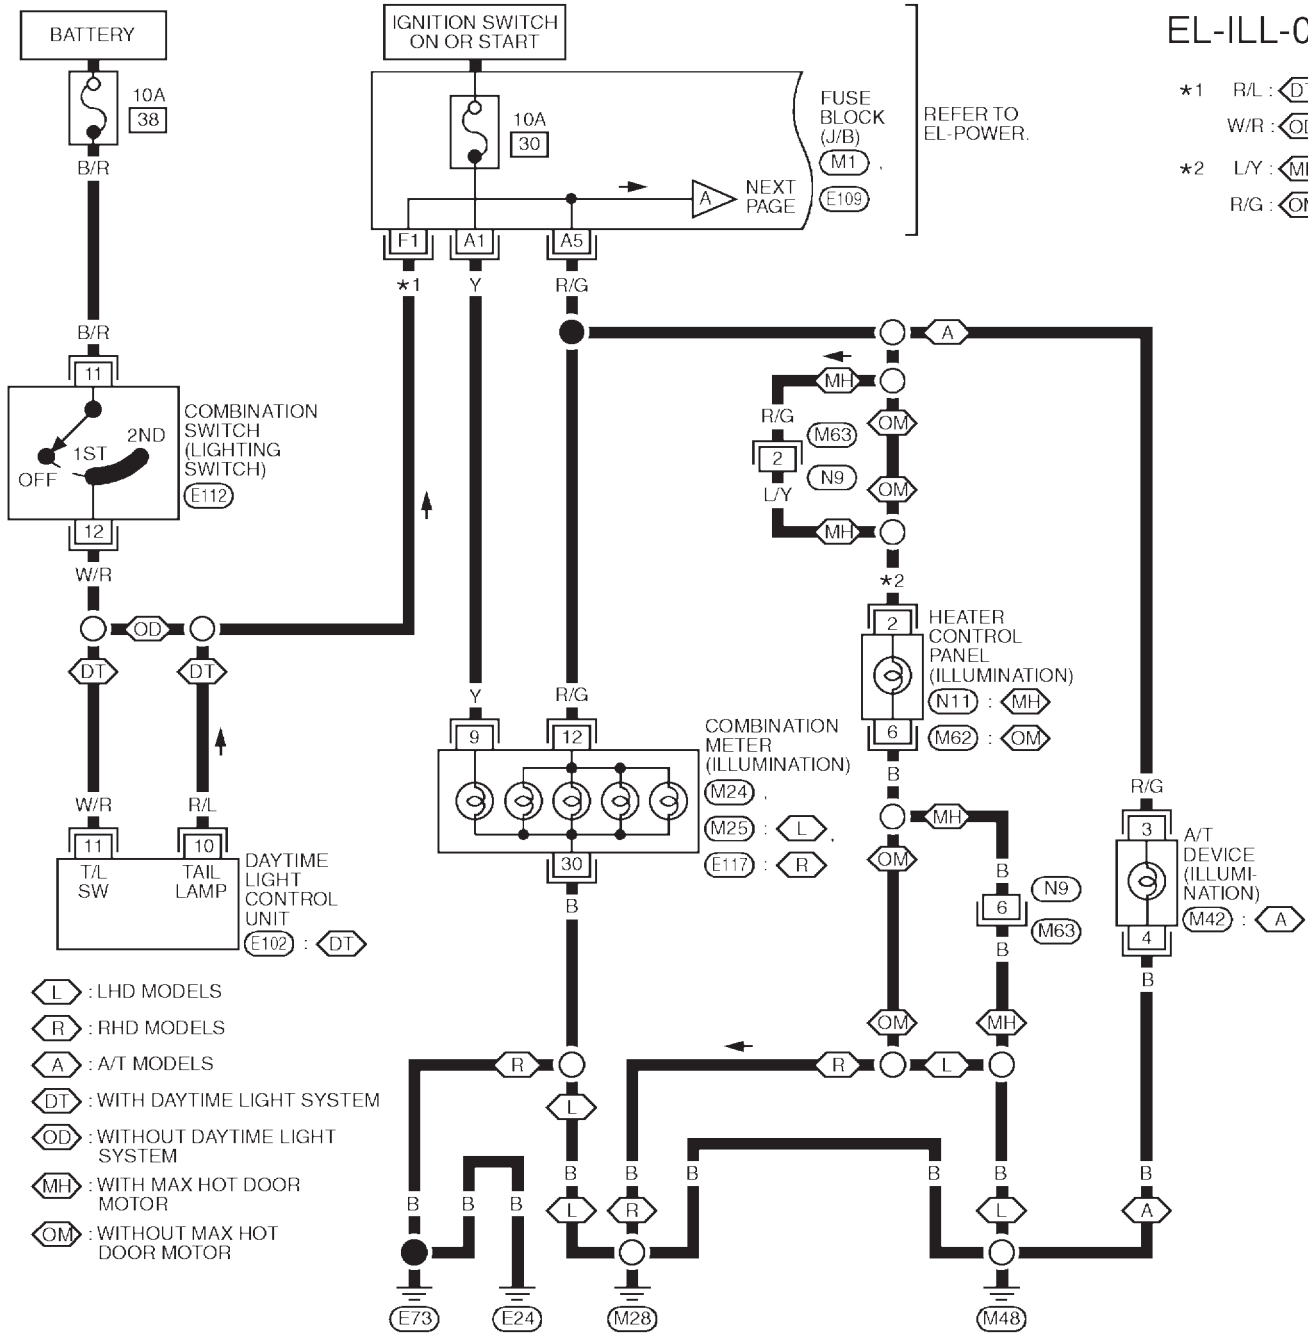 EL-ILL-0
BATTERY
10A
38
B/R
B/R
IGNITION SWITCH
ON OR START
10A
30
FUSE
BLOCK
(J/B)
M1 ,
E109
REFER TO
EL-POWER.
A
NEXT
PAGE
F1
A1
A5
*1
Y
R/G
*1 R/L :
W/R :
*2 L/Y :
R/G :
11
OFF
1ST
2ND
COMBINATION
SWITCH
(LIGHTING
SWITCH)
E112
12
W/R
OD
DT
DT
W/R
R/L
11
10
T/L
SW
TAIL
LAMP
DAYTIME
LIGHT
CONTROL
UNIT
E102 : DT
A
MH
OM
R/G
M63
2
N9
L/Y
OM
MH
*2
2
HEATER
CONTROL
PANEL
(ILLUMINATION)
N11 : MH
M62 : OM
6
B
MH
OM
B
N9
6
M63
B
OM
MH
Y
R/G
9
12
COMBINATION
METER
(ILLUMINATION)
M24 ,
M25 : L ,
E117 : R
30
B
R/G
3
A/T
DEVICE
(ILLUMI-
NATION)
M42 : A
4
B
R
L
R
L
B
B
B
B
B
B
B
B
B
L
R
L
A
E73
E24
M28
M48
L : LHD MODELS
R : RHD MODELS
A : A/T MODELS
DT : WITH DAYTIME LIGHT SYSTEM
OD : WITHOUT DAYTIME LIGHT
SYSTEM
MH : WITH MAX HOT DOOR
MOTOR
OM : WITHOUT MAX HOT
DOOR MOTOR